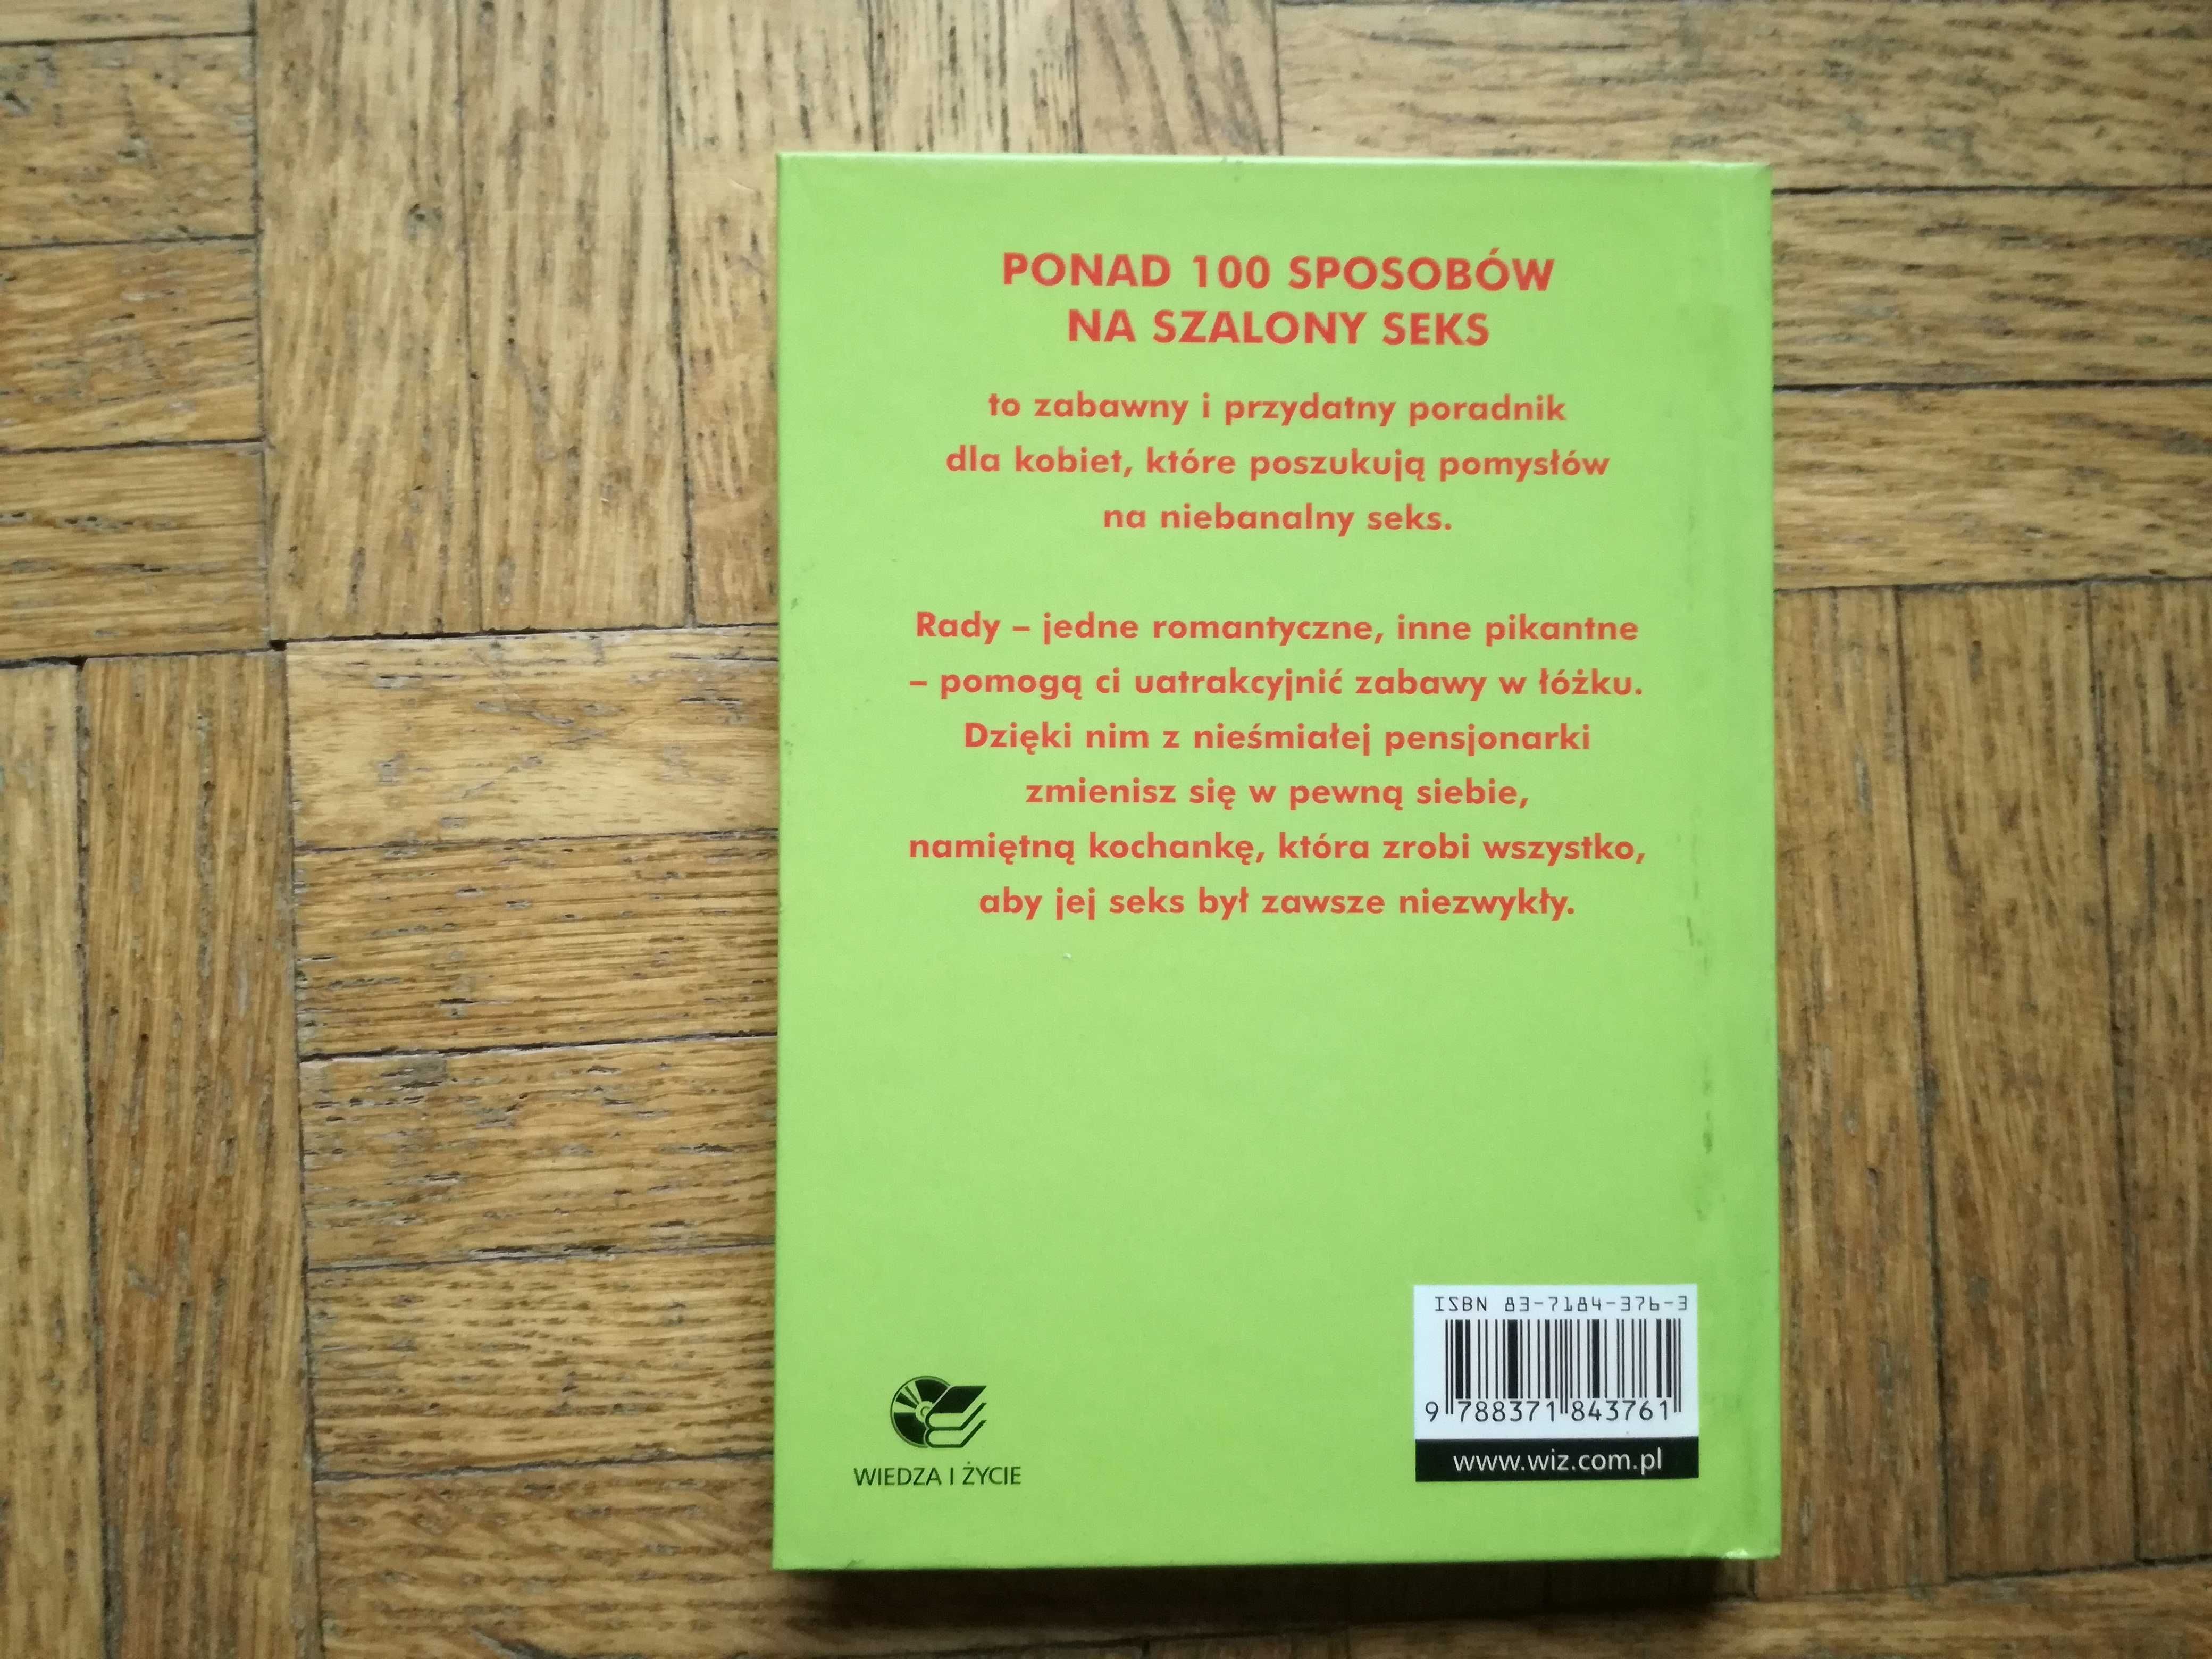 PONAD 100 SPOSOBÓW
NA SZALONY SEKS
to zabawny i przydatny poradnik
dla kobiet, które poszukują pomysłów
na niebanalny seks.
Rady – jedne romantyczne, inne pikantne
– pomogą ci uatrakcyjnić zabawy w łóżku.
Dzięki nim z nieśmiałej pensjonarki
zmienisz się w pewną siebie,
namiętną kochankę, która zrobi wszystko,
aby jej seks był zawsze niezwykły.
ISBN 83-7184-376-3
9 788371 843761
www.wiz.com.pl
WIEDZA I ŻYCIE